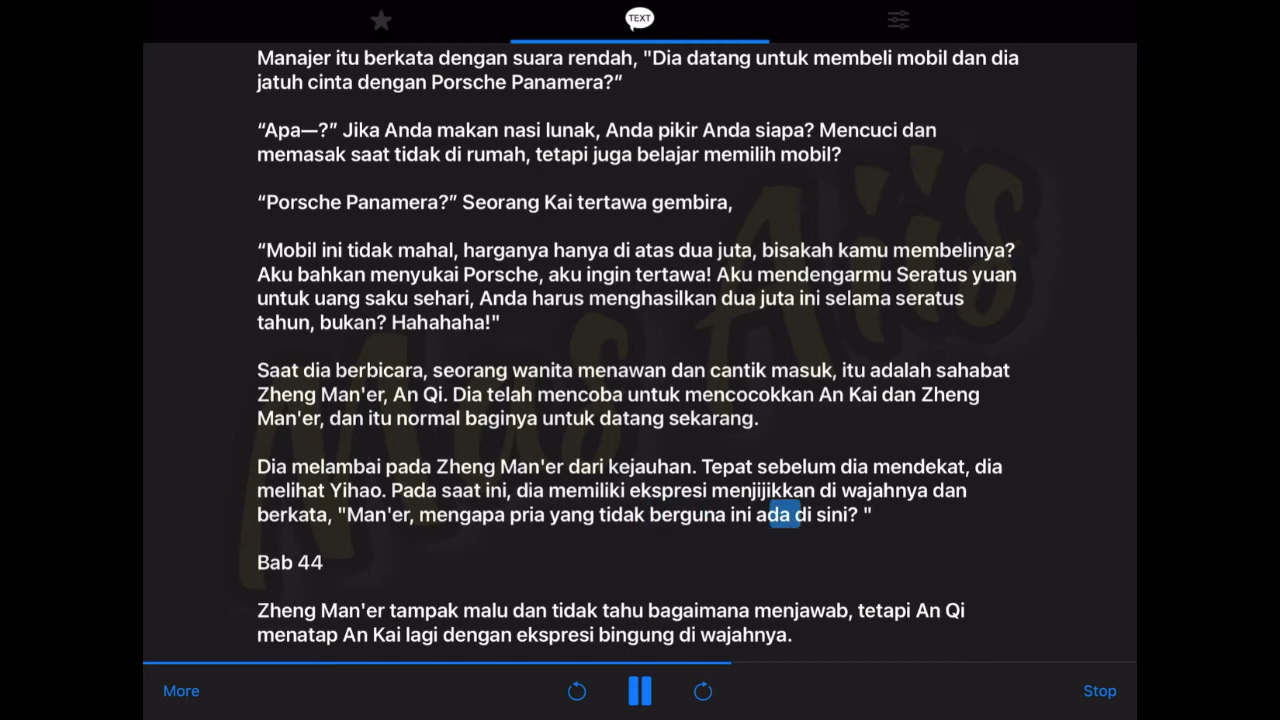 TEXT
Manajer itu berkata dengan suara rendah, "Dia datang untuk membeli mobil dan dia
jatuh cinta dengan Porsche Panamera?”
“Apa—?” Jika Anda makan nasi lunak, Anda pikir Anda siapa? Mencuci dan
memasak saat tidak di rumah, tetapi juga belajar memilih mobil?
“Porsche Panamera?” Seorang Kai tertawa gembira,
“Mobil ini tidak mahal, harganya hanya di atas dua juta, bisakah kamu membelinya?
Aku bahkan menyukai Porsche, aku ingin tertawa! Aku mendengarmu Seratus yuan
untuk uang saku sehari, Anda harus menghasilkan dua juta ini selama seratus
tahun, bukan? Hahahaha!"
Saat dia berbicara, seorang wanita menawan dan cantik masuk, itu adalah sahabat
Zheng Man'er, An Qi. Dia telah mencoba untuk mencocokkan An Kai dan Zheng
Man'er, dan itu normal baginya untuk datang sekarang.
Dia melambai pada Zheng Man'er dari kejauhan. Tepat sebelum dia mendekat, dia
melihat Yihao. Pada saat ini, dia memiliki ekspresi menjijikkan di wajahnya dan
berkata, "Man'er, mengapa pria yang tidak berguna ini ada di sini? "
Bab 44
Zheng Man'er tampak malu dan tidak tahu bagaimana menjawab, tetapi An Qi
menatap An Kai lagi dengan ekspresi bingung di wajahnya.
Mus Aiis
More
Stop